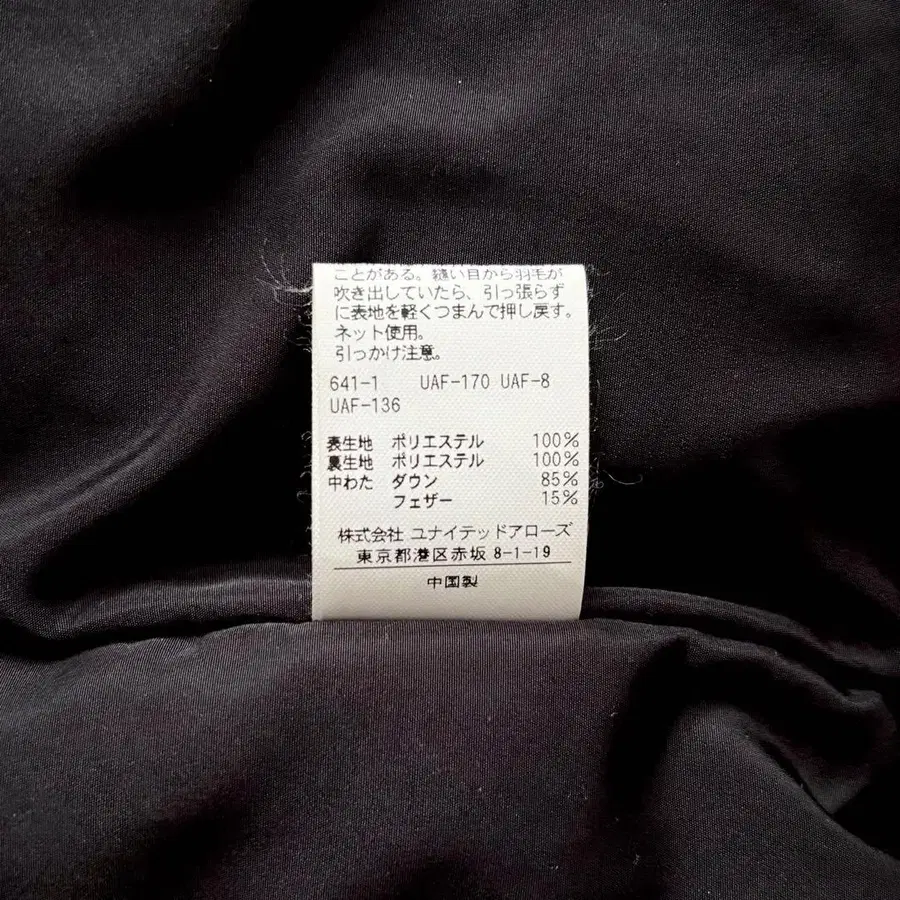 ことがある。縫い目から羽毛が
吹き出していたら、引っ張らず
に表地を軽くつまんで押し戻す。
ネット使用。
引っかけ注意。
641-1 UAF-170 UAF-8
UAF-136
表生地 ポリエステル 100%
裏生地 ポリエステル 100%
中わた ダウン 85%
フェザー 15%
株式会社 ユナイテッドアローズ
東京都港区赤坂 8-1-19
中国製